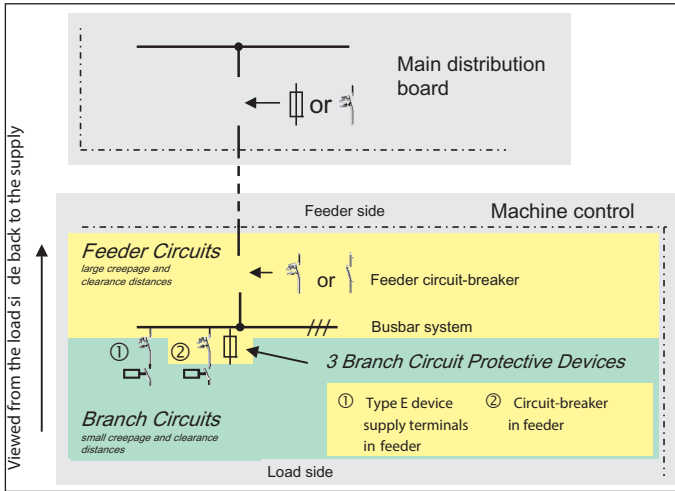 Main distribution
board
or
Viewed from the load si de back to the supply
Feeder side
Machine control
Feeder Circuits
large creepage and
clearance distances
or
Feeder circuit-breaker
Busbar system
①
②
3 Branch Circuit Protective Devices
Branch Circuits
small creepage and clearance
distances
① Type E device
supply terminals
in feeder
② Circuit-breaker
in feeder
Load side